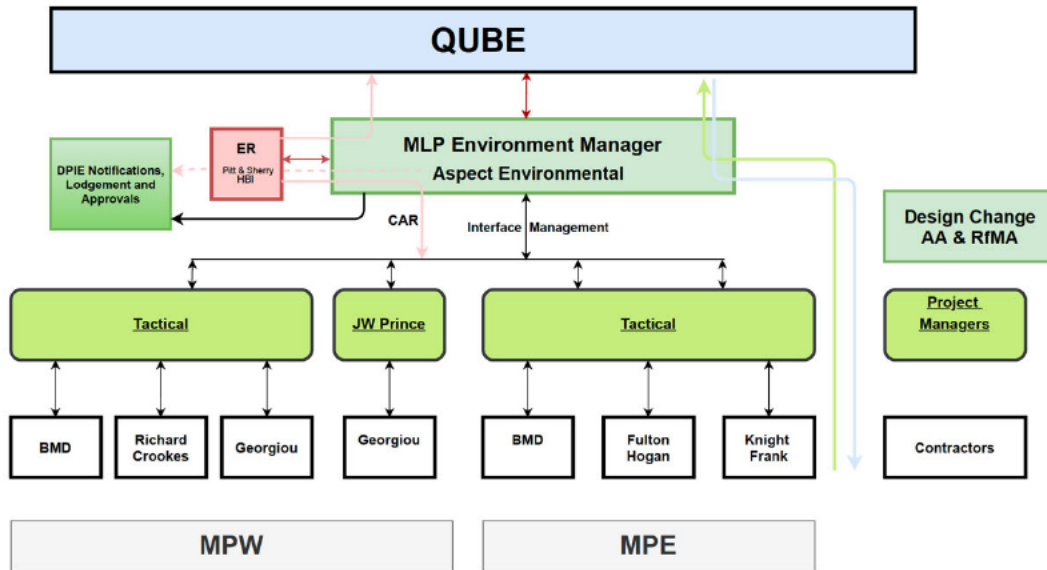 QUBE
MLP Environment Manager
Aspect Environmental
ER
Pitt & Sherry
HBI
DPIE Notifications,
Lodgement and
Approvals
CAR
Interface Management
Design Change
AA & RfMA
Tactical
JW Prince
Tactical
Project
Managers
BMD
Richard
Crookes
Georgiou
Georgiou
BMD
Fulton
Hogan
Knight
Frank
Contractors
MPW
MPE